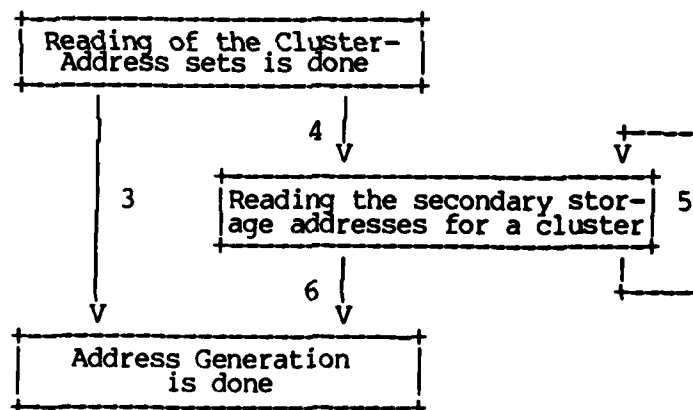 Reading of the Cluster-
Address sets is done
4
V
V
3
Reading the secondary stor-
age addresses for a cluster
5
6
V
V
Address Generation
is done